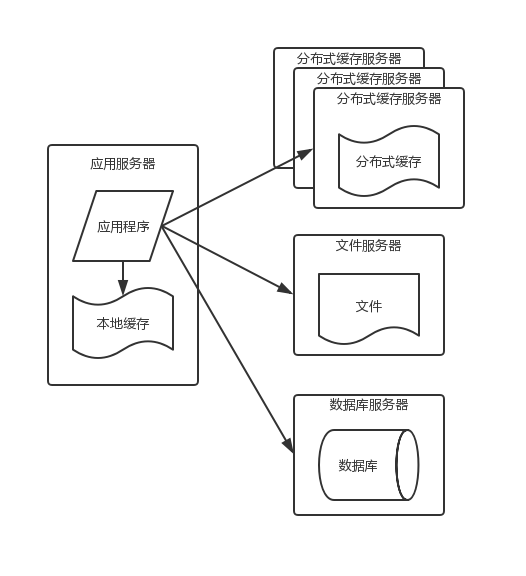 分布式缓存服务器
分布式缓存服务器
分布式缓存服务器
分布式缓存
应用服务器
应用程序
本地缓存
文件服务器
文件
数据库服务器
数据库